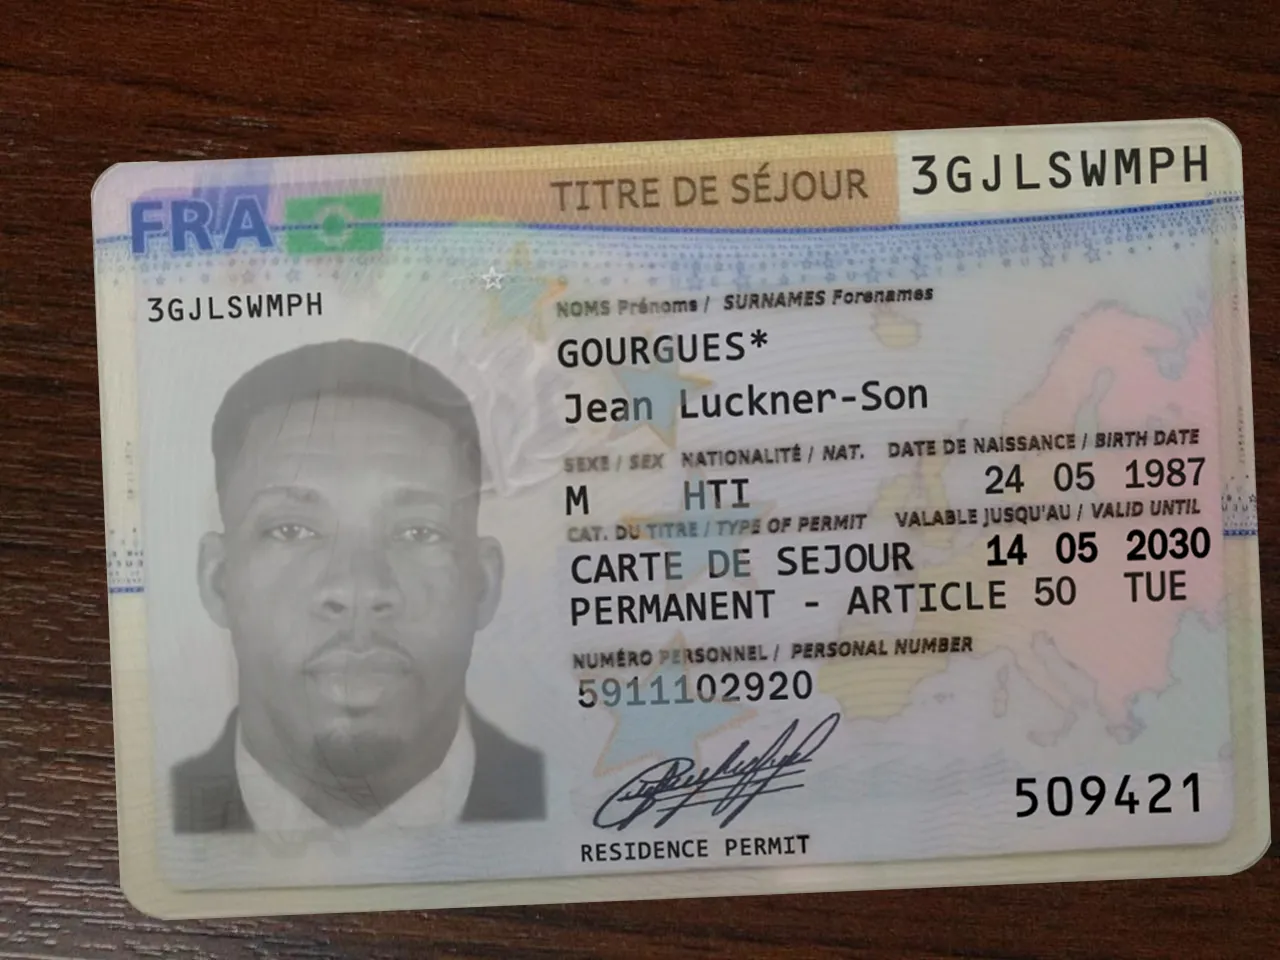 FRA
TITRE DE SÉJOUR
3GJLSWMPH
3GJLSWMPH
NOMS Prénoms / SURNAMES Forenames
GOURGUES*
Jean Luckner-Son
SEXE / SEX NATIONALITÉ / NAT. DATE DE NAISSANCE / BIRTH DATE
M HTI 24 05 1987
CAT. DU TITRE / TYPE OF PERMIT VALABLE JUSQU'AU / VALID UNTIL
CARTE DE SEJOUR 14 05 2030
PERMANENT - ARTICLE 50 TUE
NUMÉRO PERSONNEL / PERSONAL NUMBER
5911102920
509421
RESIDENCE PERMIT